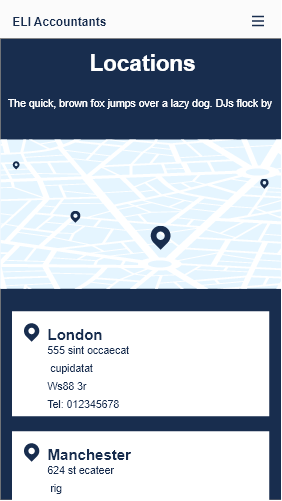 ELI Accountants
Locations
The quick, brown fox jumps over a lazy dog. DJs flock by
London
555 sint occaecat
cupidatat
Ws88 3r
Tel: 012345678
Manchester
624 st ecateer
rig